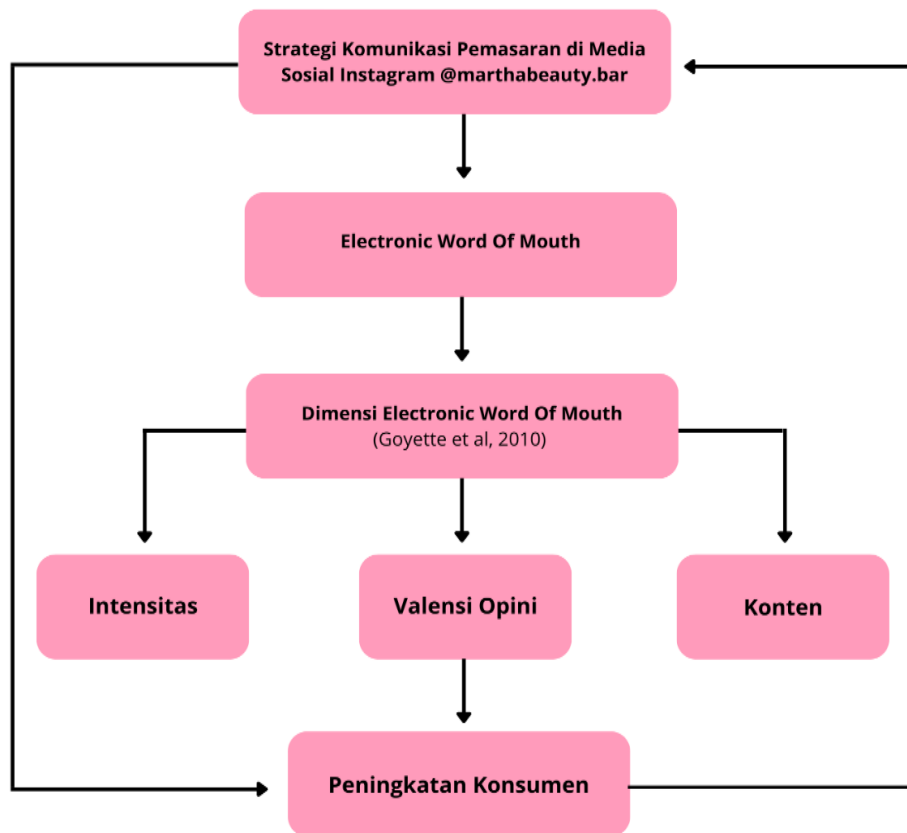 Strategi Komunikasi Pemasaran di Media
Sosial Instagram @marthabeauty.bar
Electronic Word Of Mouth
Dimensi Electronic Word Of Mouth
(Goyette et al, 2010)
Intensitas
Valensi Opini
Konten
Peningkatan Konsumen